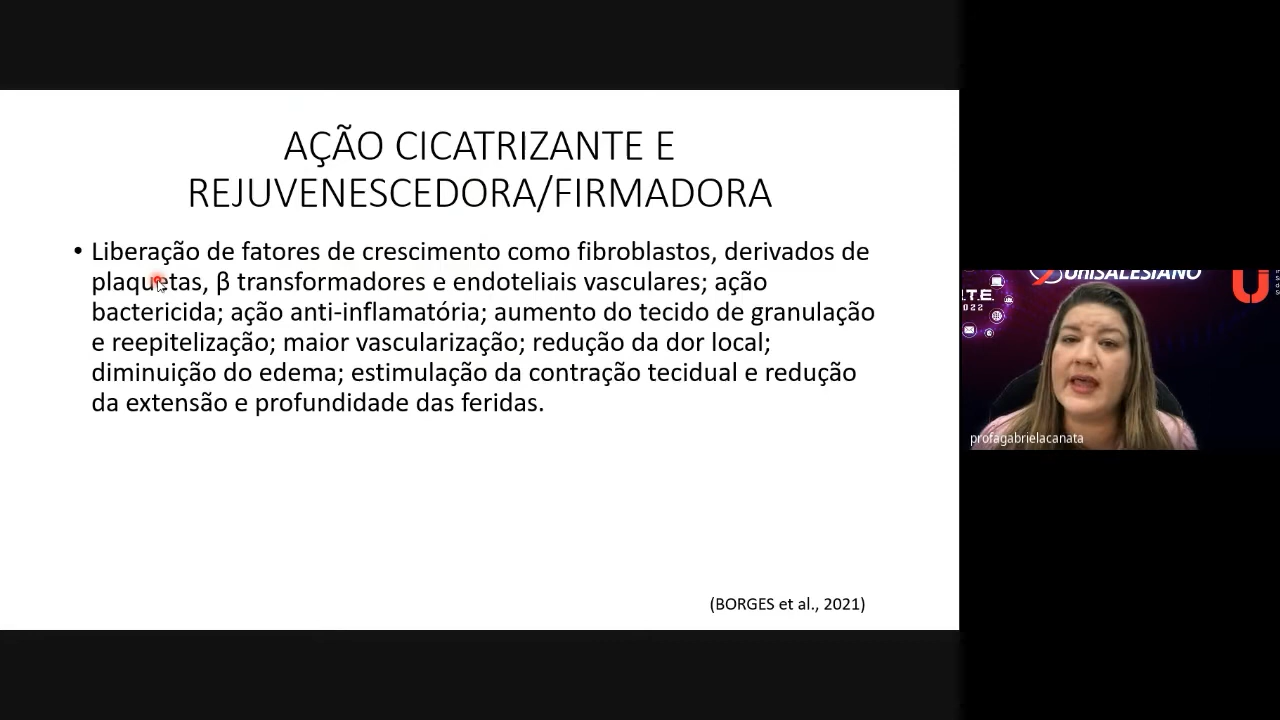 AÇÃO CICATRIZANTE E
REJUVENESCEDORA/FIRMADORA
• Liberação de fatores de crescimento como fibroblastos, derivados de
plaquetas, β transformadores e endoteliais vasculares; ação
bactericida; ação anti-inflamatória; aumento do tecido de granulação
e reepitelização; maior vascularização; redução da dor local;
diminuição do edema; estimulação da contração tecidual e redução
da extensão e profundidade das feridas.
(BORGES et al., 2021)
UNISALESIANO
I.T.E.
2022
profagabrielacanata